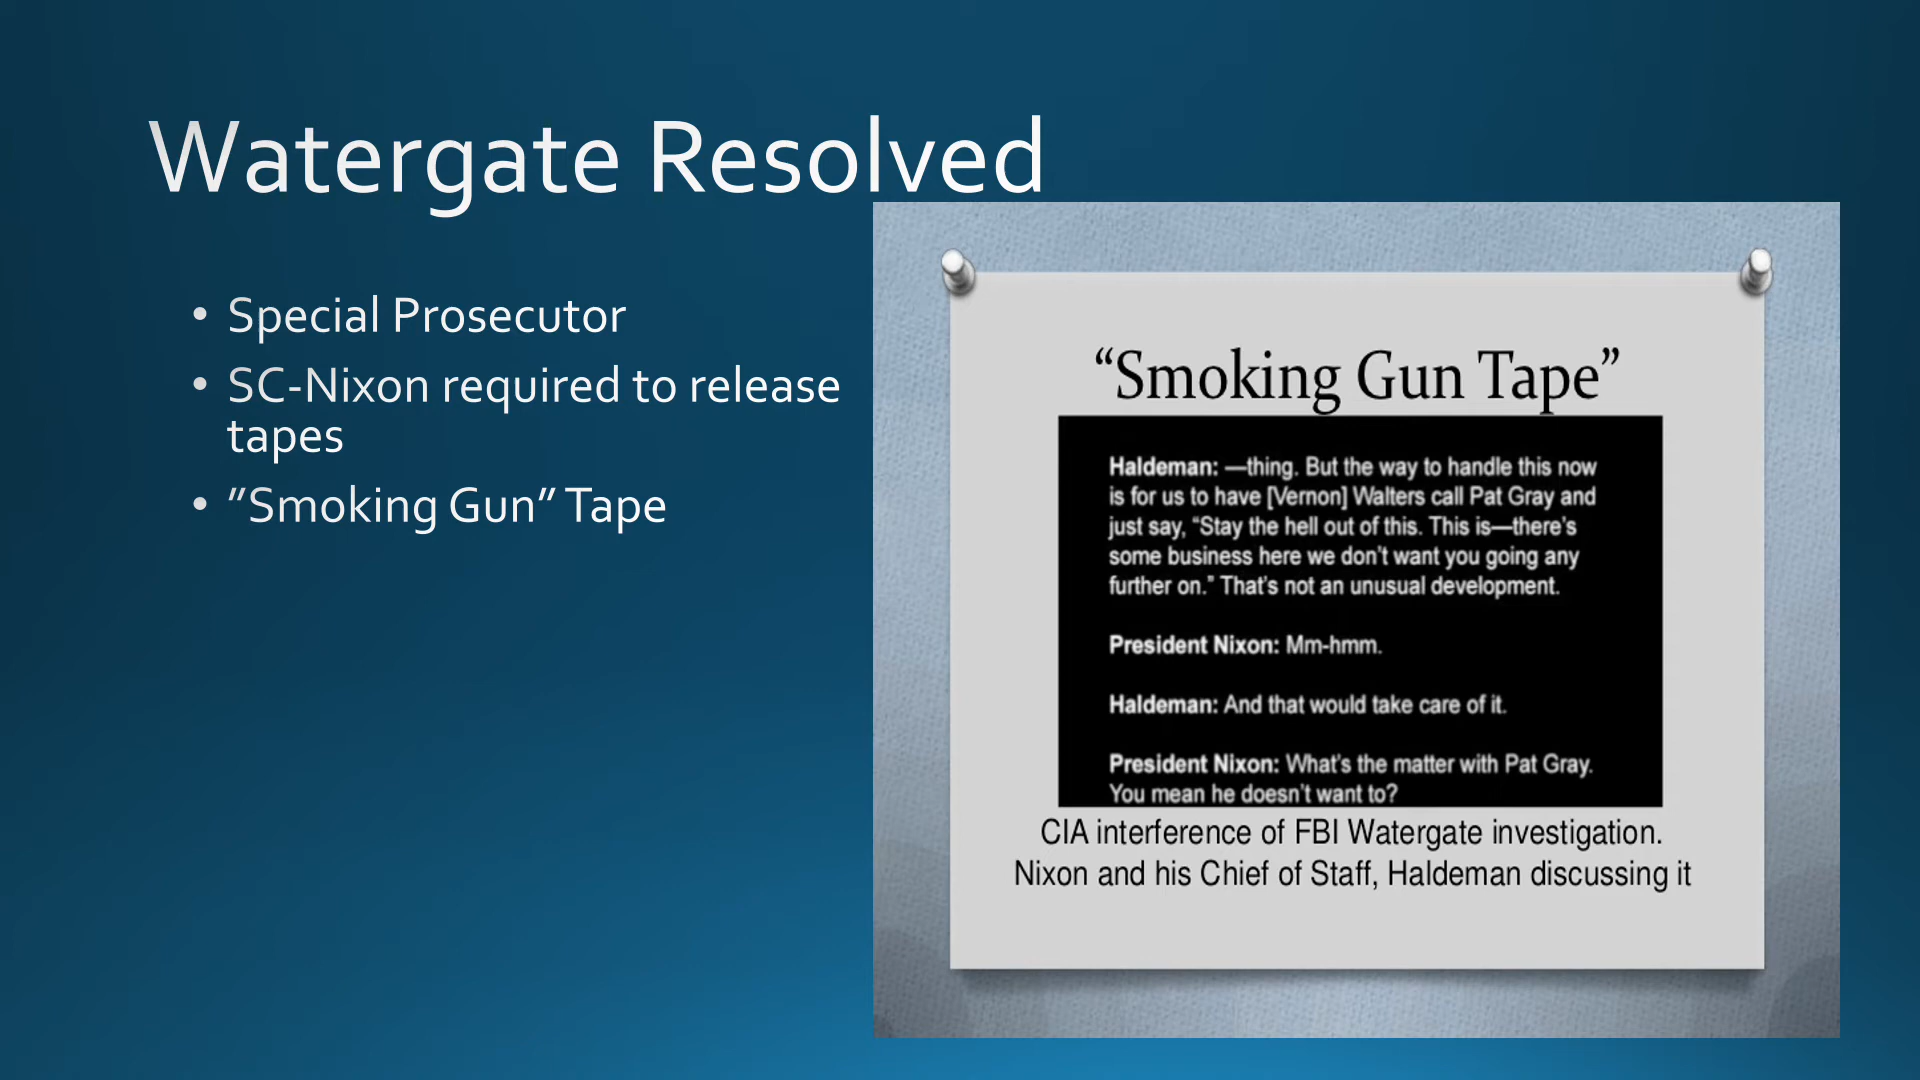 Watergate Resolved
• Special Prosecutor
• SC-Nixon required to release
tapes
• ”Smoking Gun” Tape
“Smoking Gun Tape”
Haldeman: —thing. But the way to handle this now
is for us to have [Vernon] Walters call Pat Gray and
just say, “Stay the hell out of this. This is—there’s
some business here we don’t want you going any
further on.” That’s not an unusual development.
President Nixon: Mm-hmm.
Haldeman: And that would take care of it.
President Nixon: What’s the matter with Pat Gray.
You mean he doesn’t want to?
CIA interference of FBI Watergate investigation.
Nixon and his Chief of Staff, Haldeman discussing it